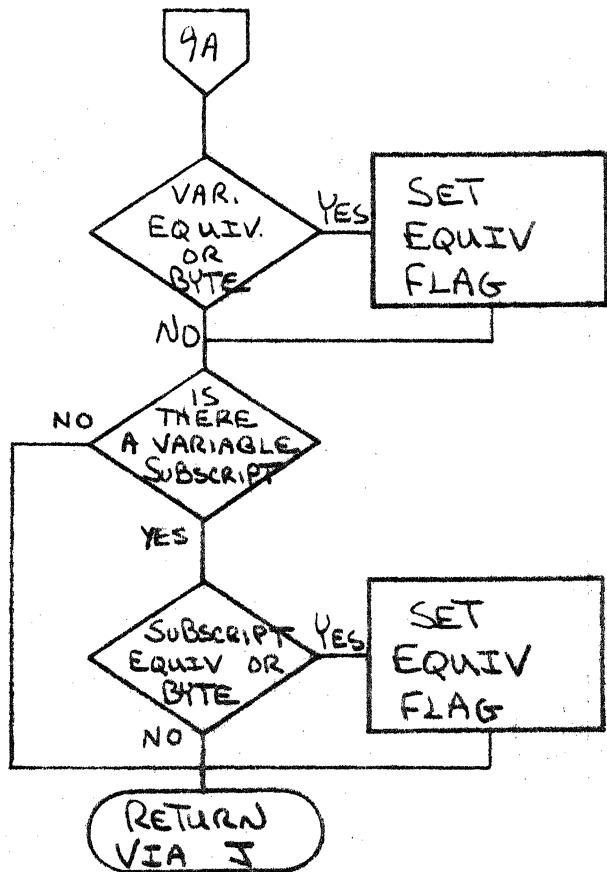 9A
VAR.
EQUIV.
OR
BYTE
YES
SET
EQUIV
FLAG
NO
IS
THERE
A VARIABLE
SUBSCRIPT
NO
YES
SUBSCRIPT
EQUIV OR
BYTE
YES
SET
EQUIV
FLAG
NO
RETURN
VIA J